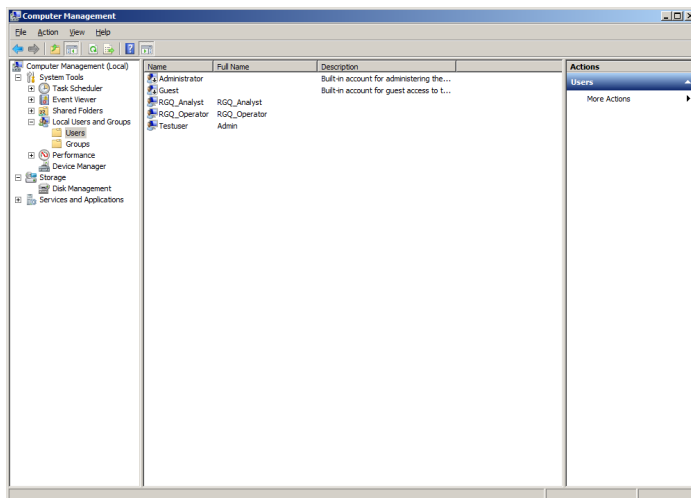 Computer Management
File Action View Help
Computer Management (Local)
System Tools
Task Scheduler
Event Viewer
Shared Folders
Local Users and Groups
Users
Groups
Performance
Device Manager
Storage
Disk Management
Services and Applications
Name Full Name Description
Administrator Built-in account for administering the...
Guest Built-in account for guest access to t...
RGQ_Analyst RGQ_Analyst
RGQ_Operator RGQ_Operator
Testuser Admin
Actions
Users
More Actions